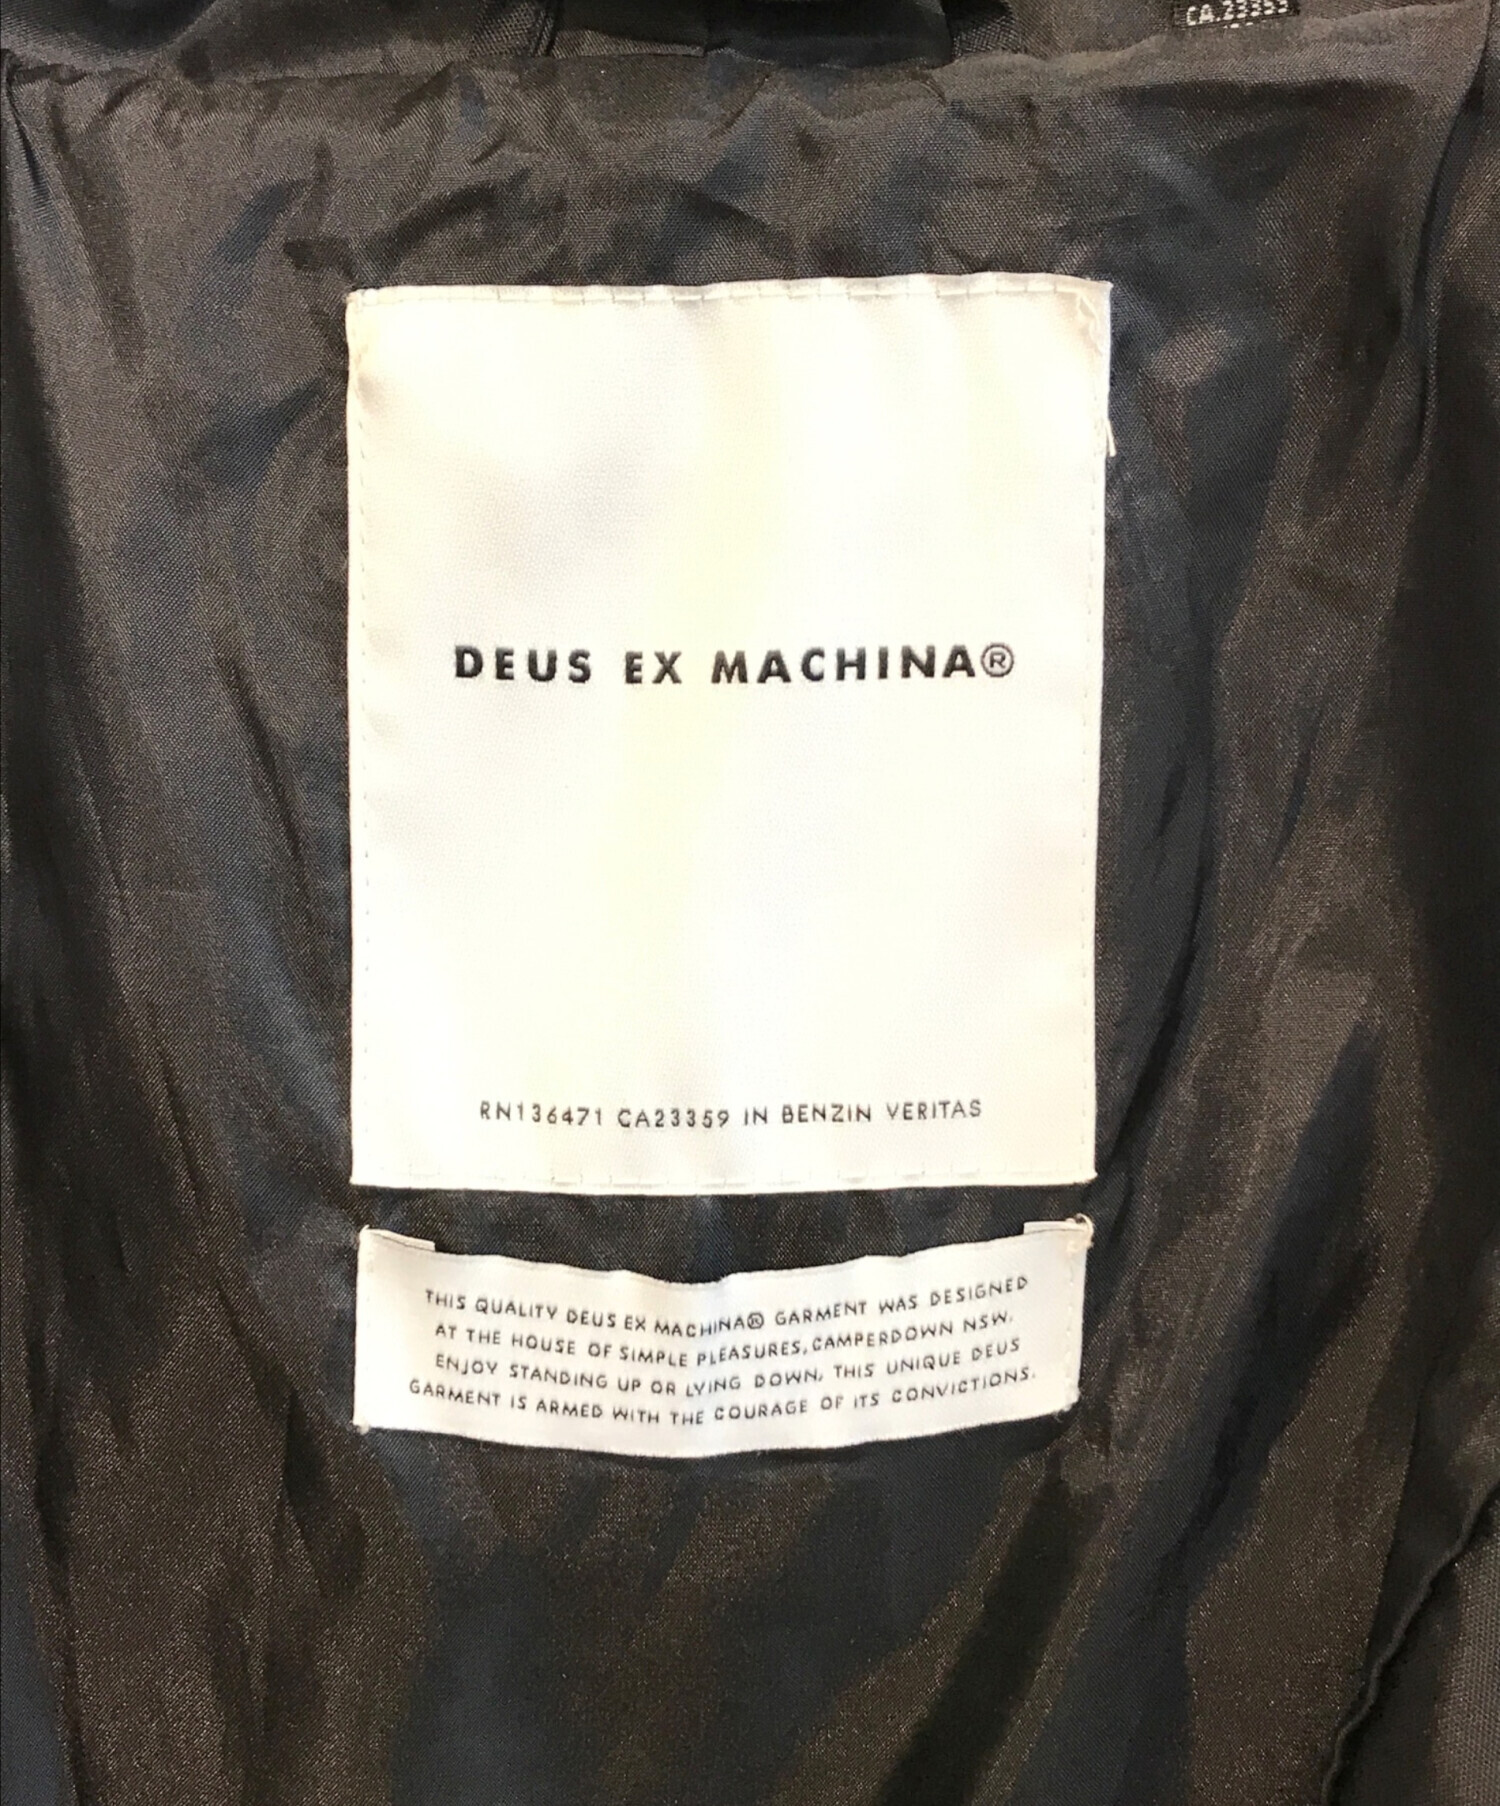 CA.23359
DEUS EX MACHINA®
RN136471 CA23359 IN BENZIN VERITAS
THIS QUALITY DEUS EX MACHINA® GARMENT WAS DESIGNED
AT THE HOUSE OF SIMPLE PLEASURES, CAMPERDOWN NSW.
ENJOY STANDING UP OR LYING DOWN, THIS UNIQUE DEUS
GARMENT IS ARMED WITH THE COURAGE OF ITS CONVICTIONS.